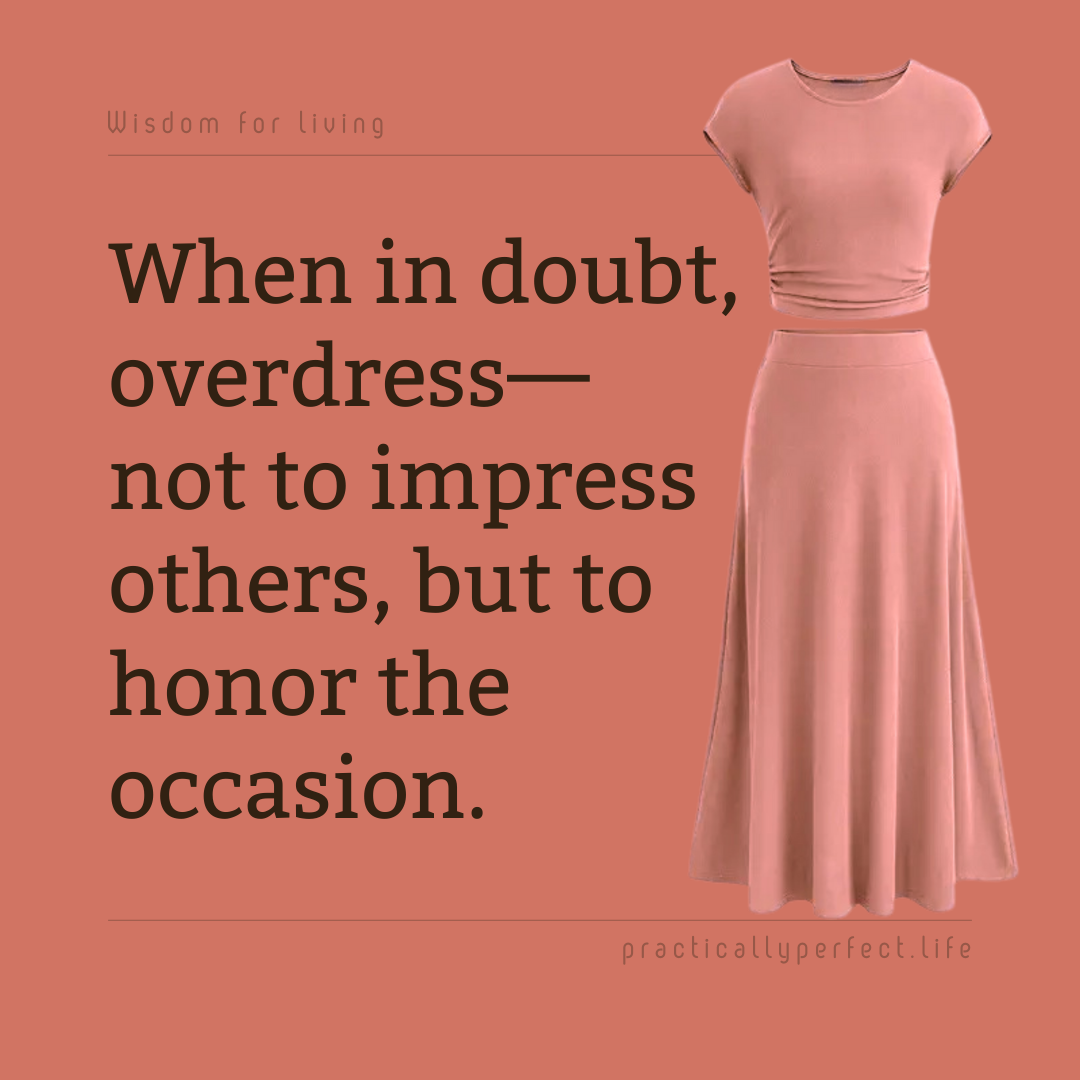 Wisdom for living
When in doubt,
overdress—
not to impress
others, but to
honor the
occasion.
practicallyperfect.life